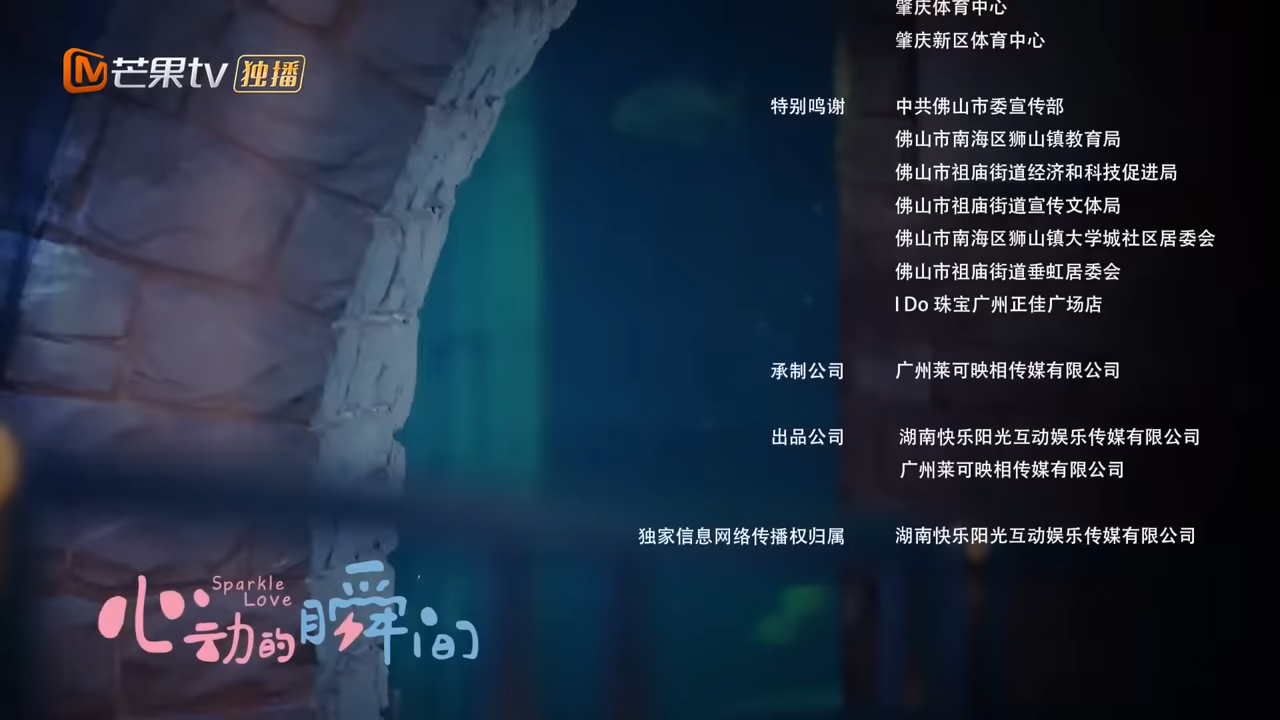 肇庆体育中心
肇庆新区体育中心
芒果tv 独播
特别鸣谢 中共佛山市委宣传部
佛山市南海区狮山镇教育局
佛山市祖庙街道经济和科技促进局
佛山市祖庙街道宣传文体局
佛山市南海区狮山镇大学城社区居委会
佛山市祖庙街道垂虹居委会
I Do 珠宝广州正佳广场店
承制公司 广州莱可映相传媒有限公司
出品公司 湖南快乐阳光互动娱乐传媒有限公司
广州莱可映相传媒有限公司
独家信息网络传播权归属 湖南快乐阳光互动娱乐传媒有限公司
Sparkle
Love
心动的瞬间